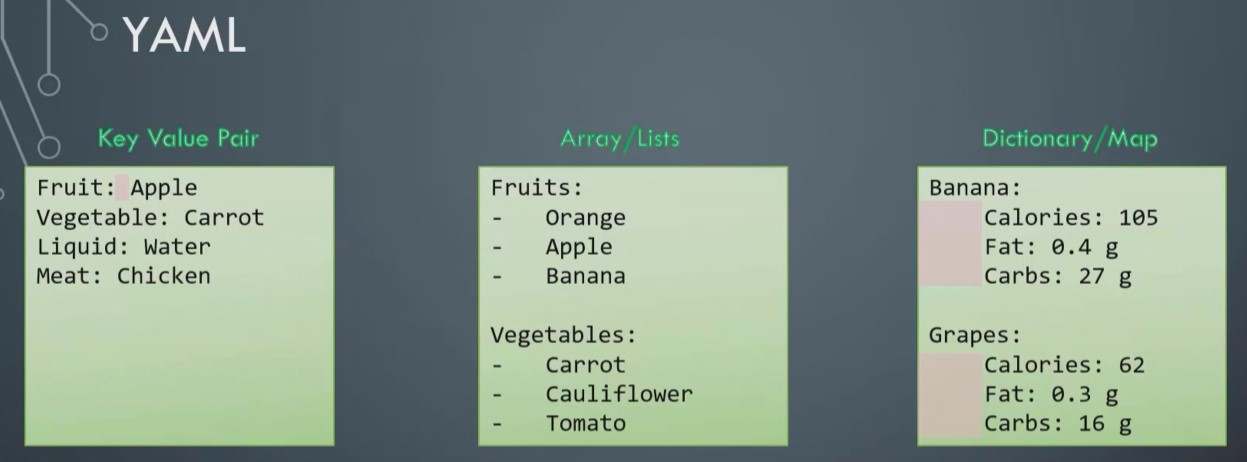 YAML
Key Value Pair
Fruit: Apple
Vegetable: Carrot
Liquid: Water
Meat: Chicken
Array/Lists
Fruits:
- Orange
- Apple
- Banana
Vegetables:
- Carrot
- Cauliflower
- Tomato
Dictionary/Map
Banana:
Calories: 105
Fat: 0.4 g
Carbs: 27 g
Grapes:
Calories: 62
Fat: 0.3 g
Carbs: 16 g